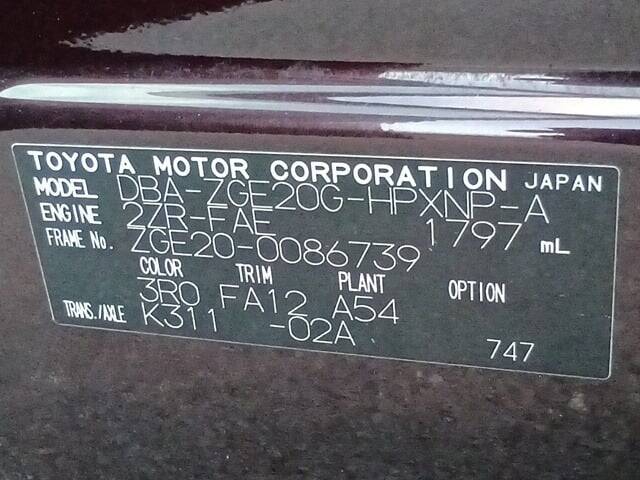 TOYOTA MOTOR CORPORATION JAPAN
MODEL DBA-ZGE20G-HPXNP-A
ENGINE 2ZR-FAE 1797 mL
FRAME No. ZGE20-0086739
COLOR TRIM PLANT OPTION
3R0 FA12 A54
TRANS./AXLE K311 -02A
747